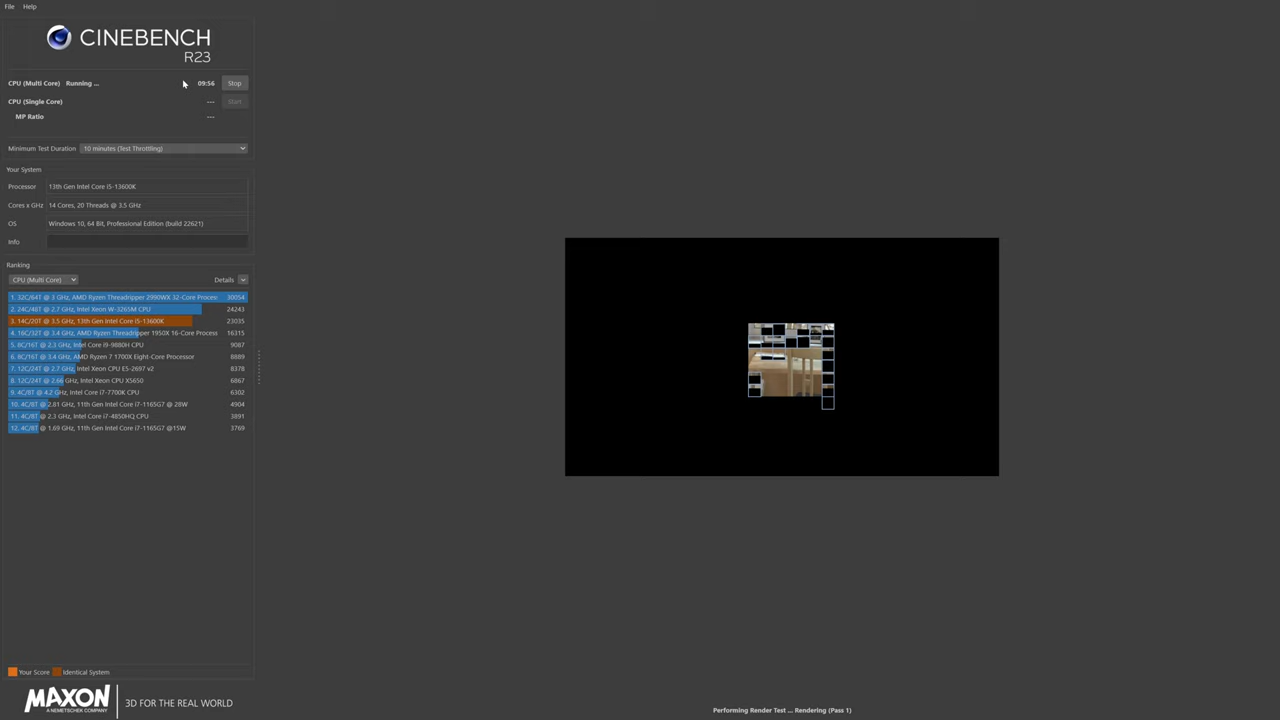 File Help
CINEBENCH
R23
CPU (Multi Core) Running ... 09:56 Stop
CPU (Single Core) --- Start
MP Ratio ---
Minimum Test Duration 10 minutes (Test Throttling)
Your System
Processor 13th Gen Intel Core i5-13600K
Cores x GHz 14 Cores, 20 Threads @ 3.5 GHz
OS Windows 10, 64 Bit, Professional Edition (build 22621)
Info
Ranking
CPU (Multi Core) Details
1. 32C/64T @ 3 GHz, AMD Ryzen Threadripper 2990WX 32-Core Proces 30054
2. 24C/48T @ 2.7 GHz, Intel Xeon W-3265M CPU 24243
3. 14C/20T @ 3.5 GHz, 13th Gen Intel Core i5-13600K 23035
4. 16C/32T @ 3.4 GHz, AMD Ryzen Threadripper 1950X 16-Core Process 16315
5. 8C/16T @ 2.3 GHz, Intel Core i9-9880H CPU 9087
6. 8C/16T @ 3.4 GHz, AMD Ryzen 7 1700X Eight-Core Processor 8889
7. 12C/24T @ 2.7 GHz, Intel Xeon CPU E5-2697 v2 8378
8. 12C/24T @ 2.66 GHz, Intel Xeon CPU X5650 6867
9. 4C/8T @ 4.2 GHz, Intel Core i7-7700K CPU 6302
10. 4C/8T @ 2.81 GHz, 11th Gen Intel Core i7-1165G7 @ 28W 4904
11. 4C/8T @ 2.3 GHz, Intel Core i7-4850HQ CPU 3891
12. 4C/8T @ 1.69 GHz, 11th Gen Intel Core i7-1165G7 @15W 3769
Your Score Identical System
MAXON
A NEMETSCHEK COMPANY
3D FOR THE REAL WORLD
Performing Render Test ... Rendering (Pass 1)